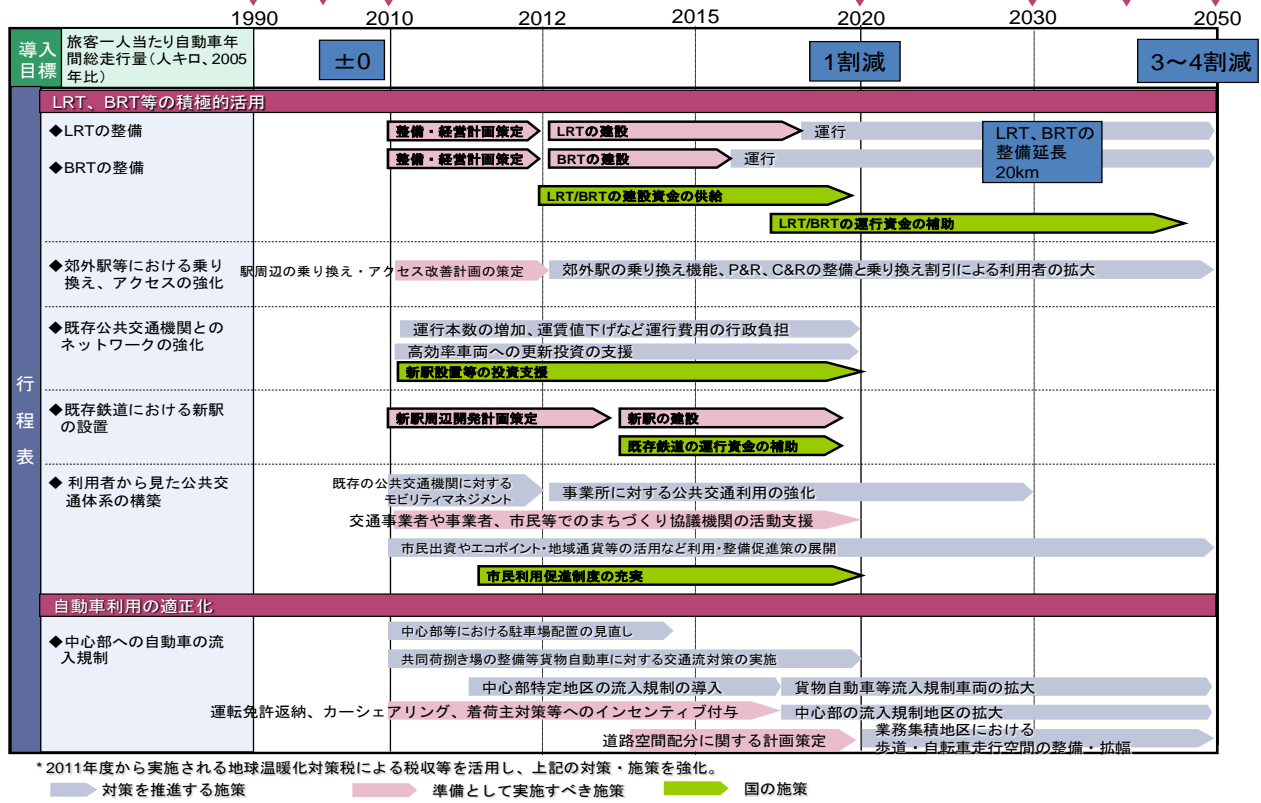 1990
2010
2012
2015
2020
2030
2050
導入
目標
旅客一人当たり自動車年
間総走行量(人キロ、2005
年比)
±0
1割減
3~4割減
行
程
表
LRT、BRT等の積極的活用
◆LRTの整備
整備・経営計画策定
LRTの建設
運行
LRT、BRTの
整備延長
20km
◆BRTの整備
整備・経営計画策定
BRTの建設
運行
LRT/BRTの建設資金の供給
LRT/BRTの運行資金の補助
◆郊外駅等における乗り
換え、アクセスの強化
駅周辺の乗り換え・アクセス改善計画の策定
郊外駅の乗り換え機能、P&R、C&Rの整備と乗り換え割引による利用者の拡大
◆既存公共交通機関との
ネットワークの強化
運行本数の増加、運賃値下げなど運行費用の行政負担
高効率車両への更新投資の支援
新駅設置等の投資支援
◆既存鉄道における新駅
の設置
新駅周辺開発計画策定
新駅の建設
既存鉄道の運行資金の補助
◆ 利用者から見た公共交
通体系の構築
既存の公共交通機関に対する
モビリティマネジメント
事業所に対する公共交通利用の強化
交通事業者や事業者、市民等でのまちづくり協議機関の活動支援
市民出資やエコポイント・地域通貨等の活用など利用・整備促進策の展開
市民利用促進制度の充実
自動車利用の適正化
◆中心部への自動車の流
入規制
中心部等における駐車場配置の見直し
共同荷捌き場の整備等貨物自動車に対する交通流対策の実施
中心部特定地区の流入規制の導入
貨物自動車等流入規制車両の拡大
運転免許返納、カーシェアリング、着荷主対策等へのインセンティブ付与
中心部の流入規制地区の拡大
道路空間配分に関する計画策定
業務集積地区における
歩道・自転車走行空間の整備・拡幅
* 2011年度から実施される地球温暖化対策税による税収等を活用し、上記の対策・施策を強化。
対策を推進する施策
準備として実施すべき施策
国の施策